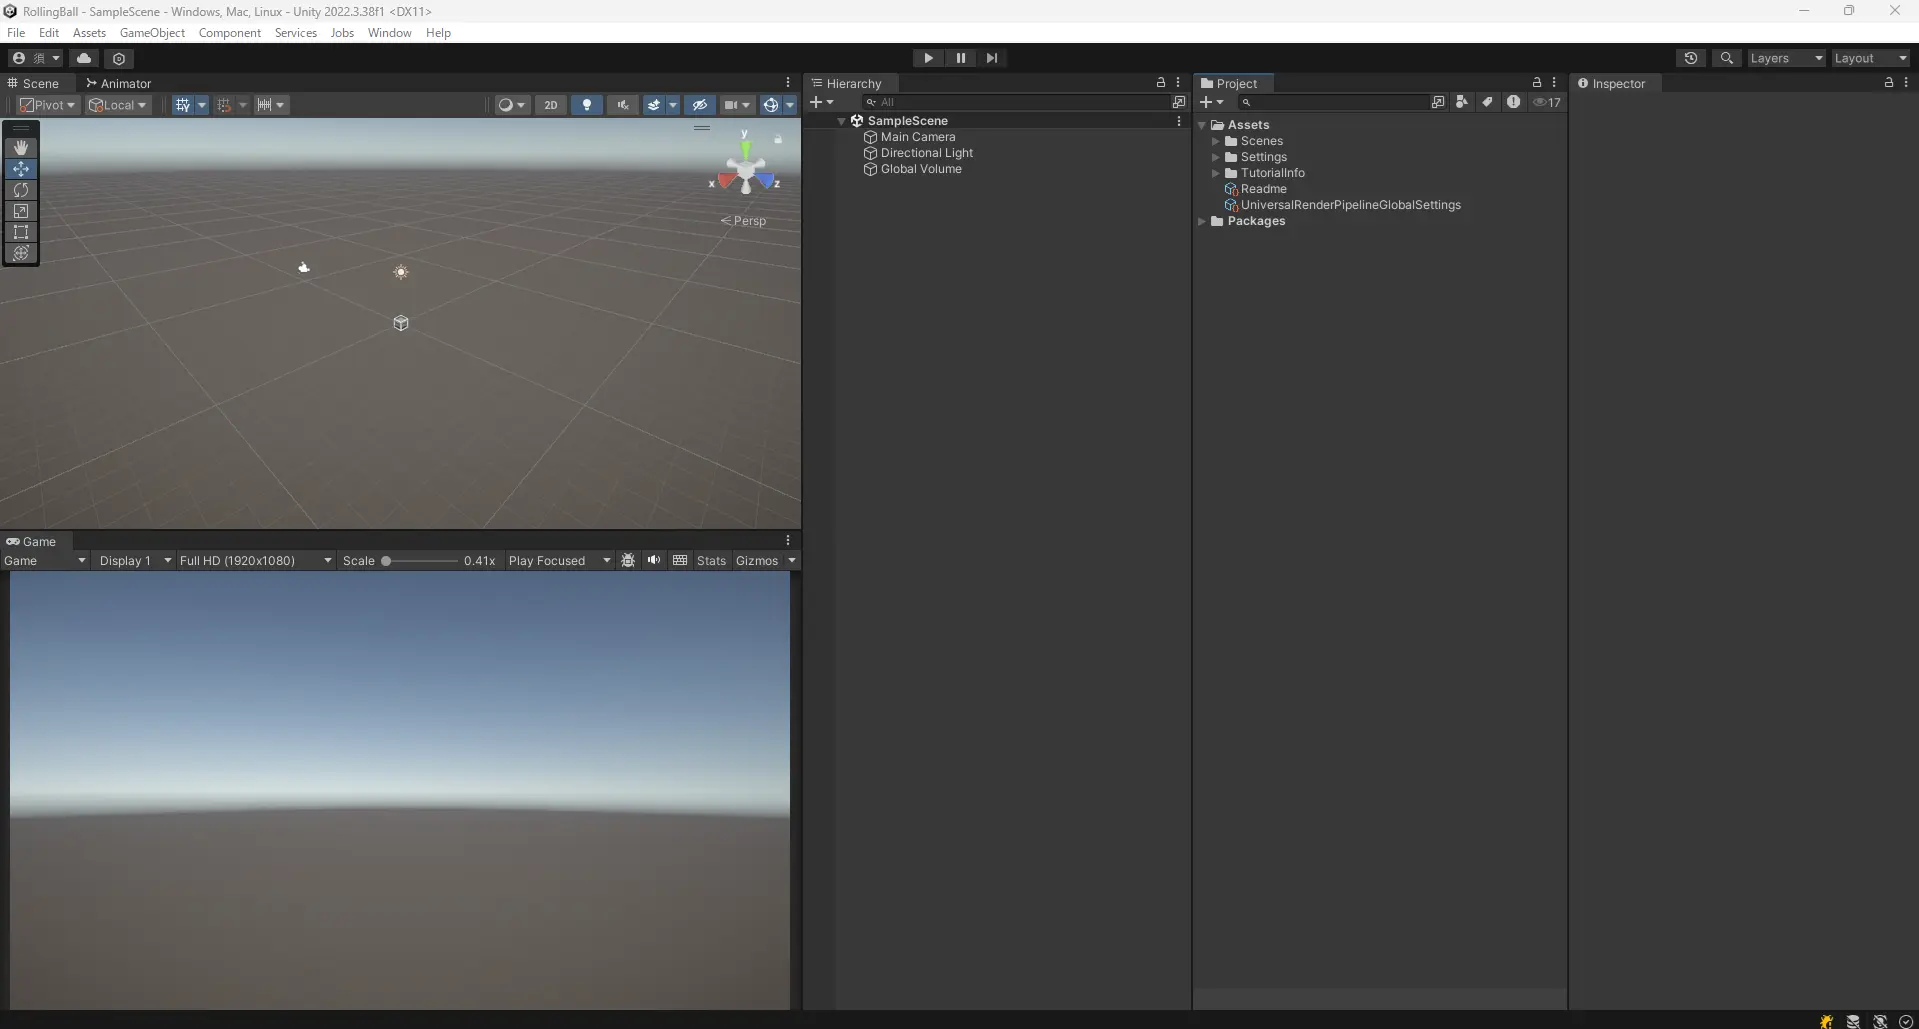 RollingBall - SampleScene - Windows, Mac, Linux - Unity 2022.3.38f1 <DX11>
File Edit Assets GameObject Component Services Jobs Window Help
須 Layers Layout
Scene Animator
Pivot Local 2D
y
x z
Persp
Hierarchy
All
SampleScene
Main Camera
Directional Light
Global Volume
Project
17
Assets
Scenes
Settings
TutorialInfo
Readme
UniversalRenderPipelineGlobalSettings
Packages
Inspector
Game
Game Display 1 Full HD (1920x1080) Scale 0.41x Play Focused Stats Gizmos